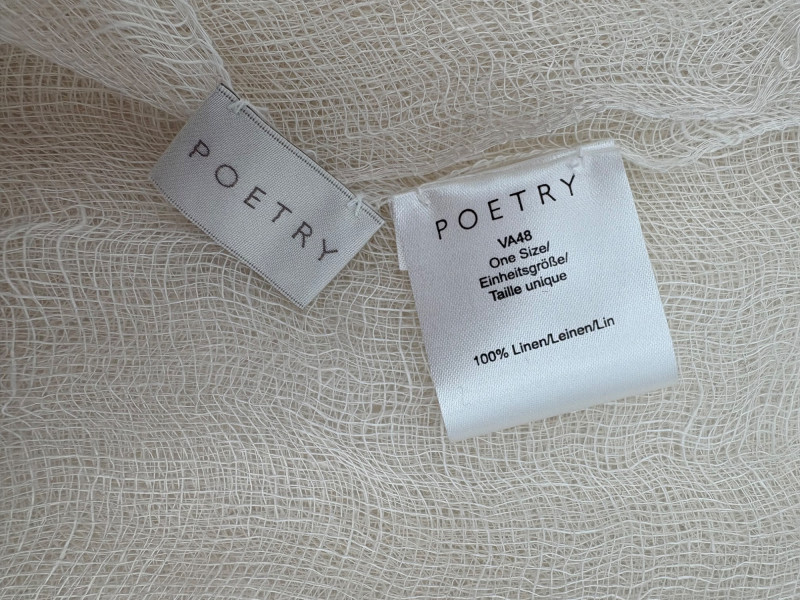 POETRY
POETRY
VA48
One Size/
Einheitsgröße/
Taille unique
100% Linen/Leinen/Lin